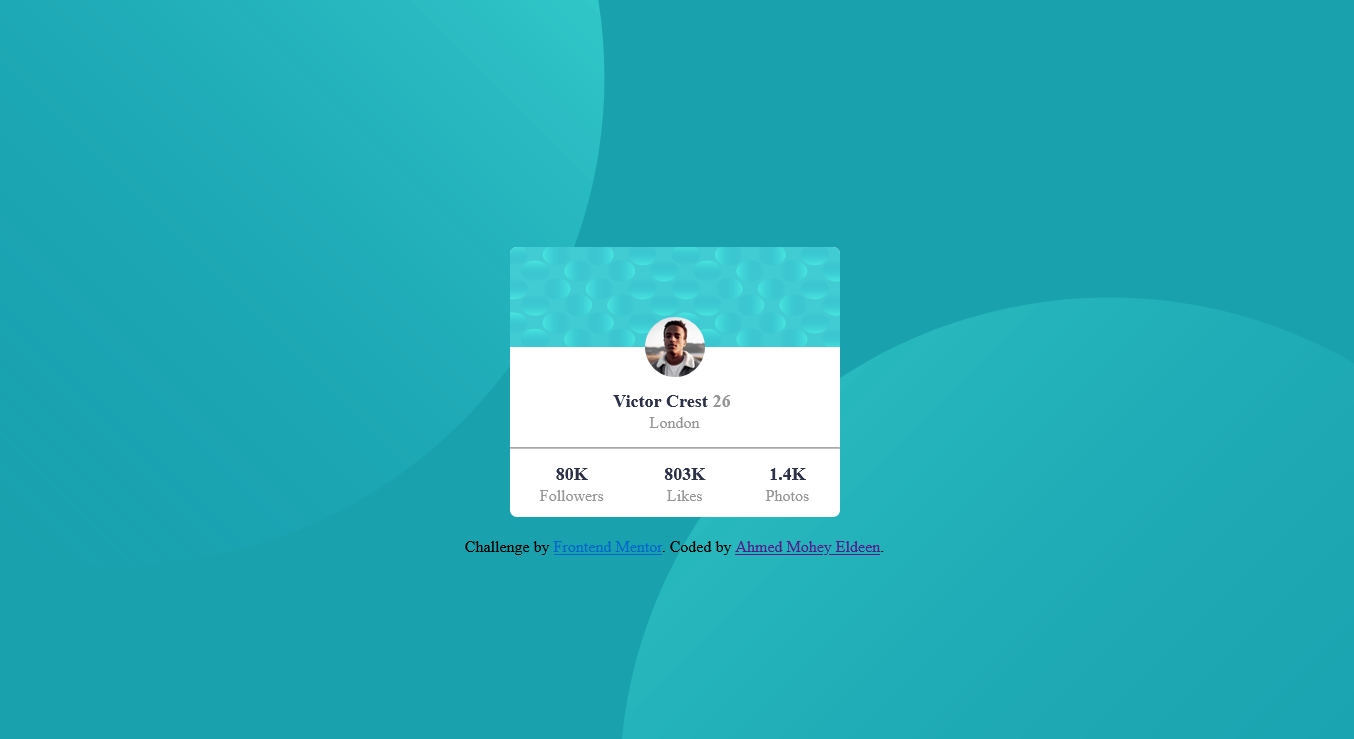 Victor Crest 26
London
80K 803K 1.4K
Followers Likes Photos
Challenge by Frontend Mentor. Coded by Ahmed Mohey Eldeen.